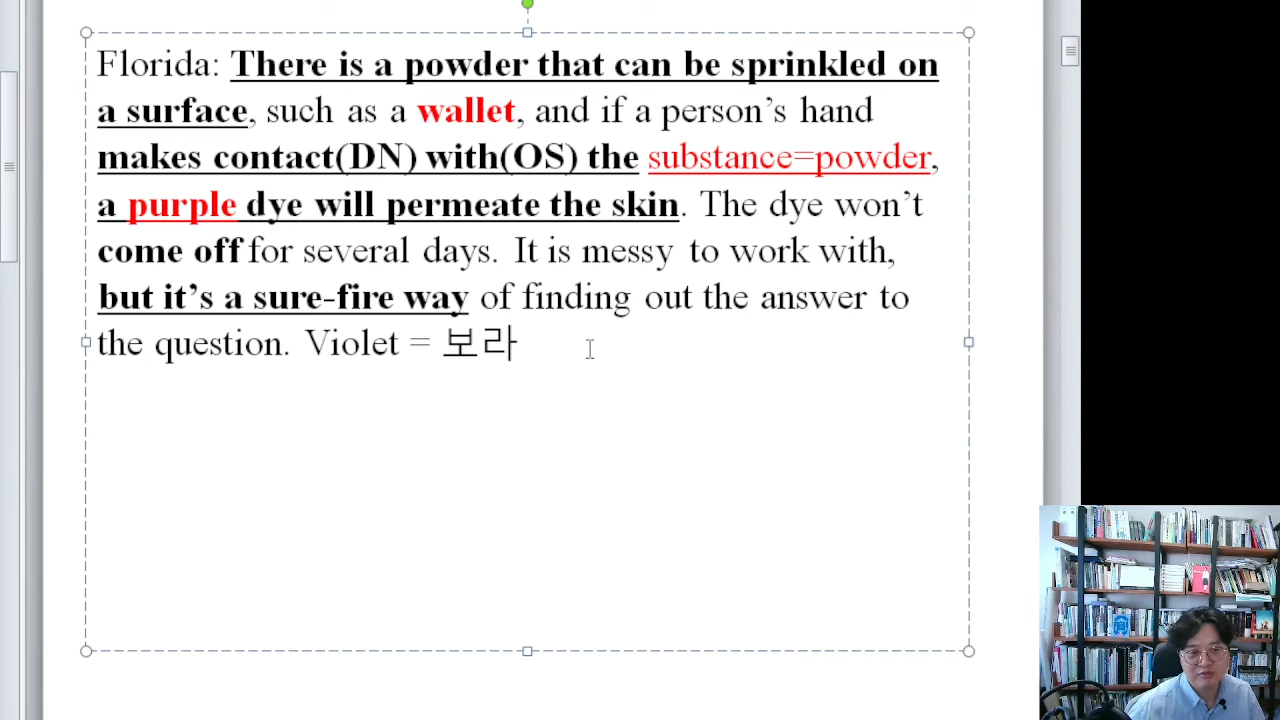 Florida: There is a powder that can be sprinkled on
a surface, such as a wallet, and if a person’s hand
makes contact(DN) with(OS) the substance=powder,
a purple dye will permeate the skin. The dye won’t
come off for several days. It is messy to work with,
but it’s a sure-fire way of finding out the answer to
the question. Violet = 보라